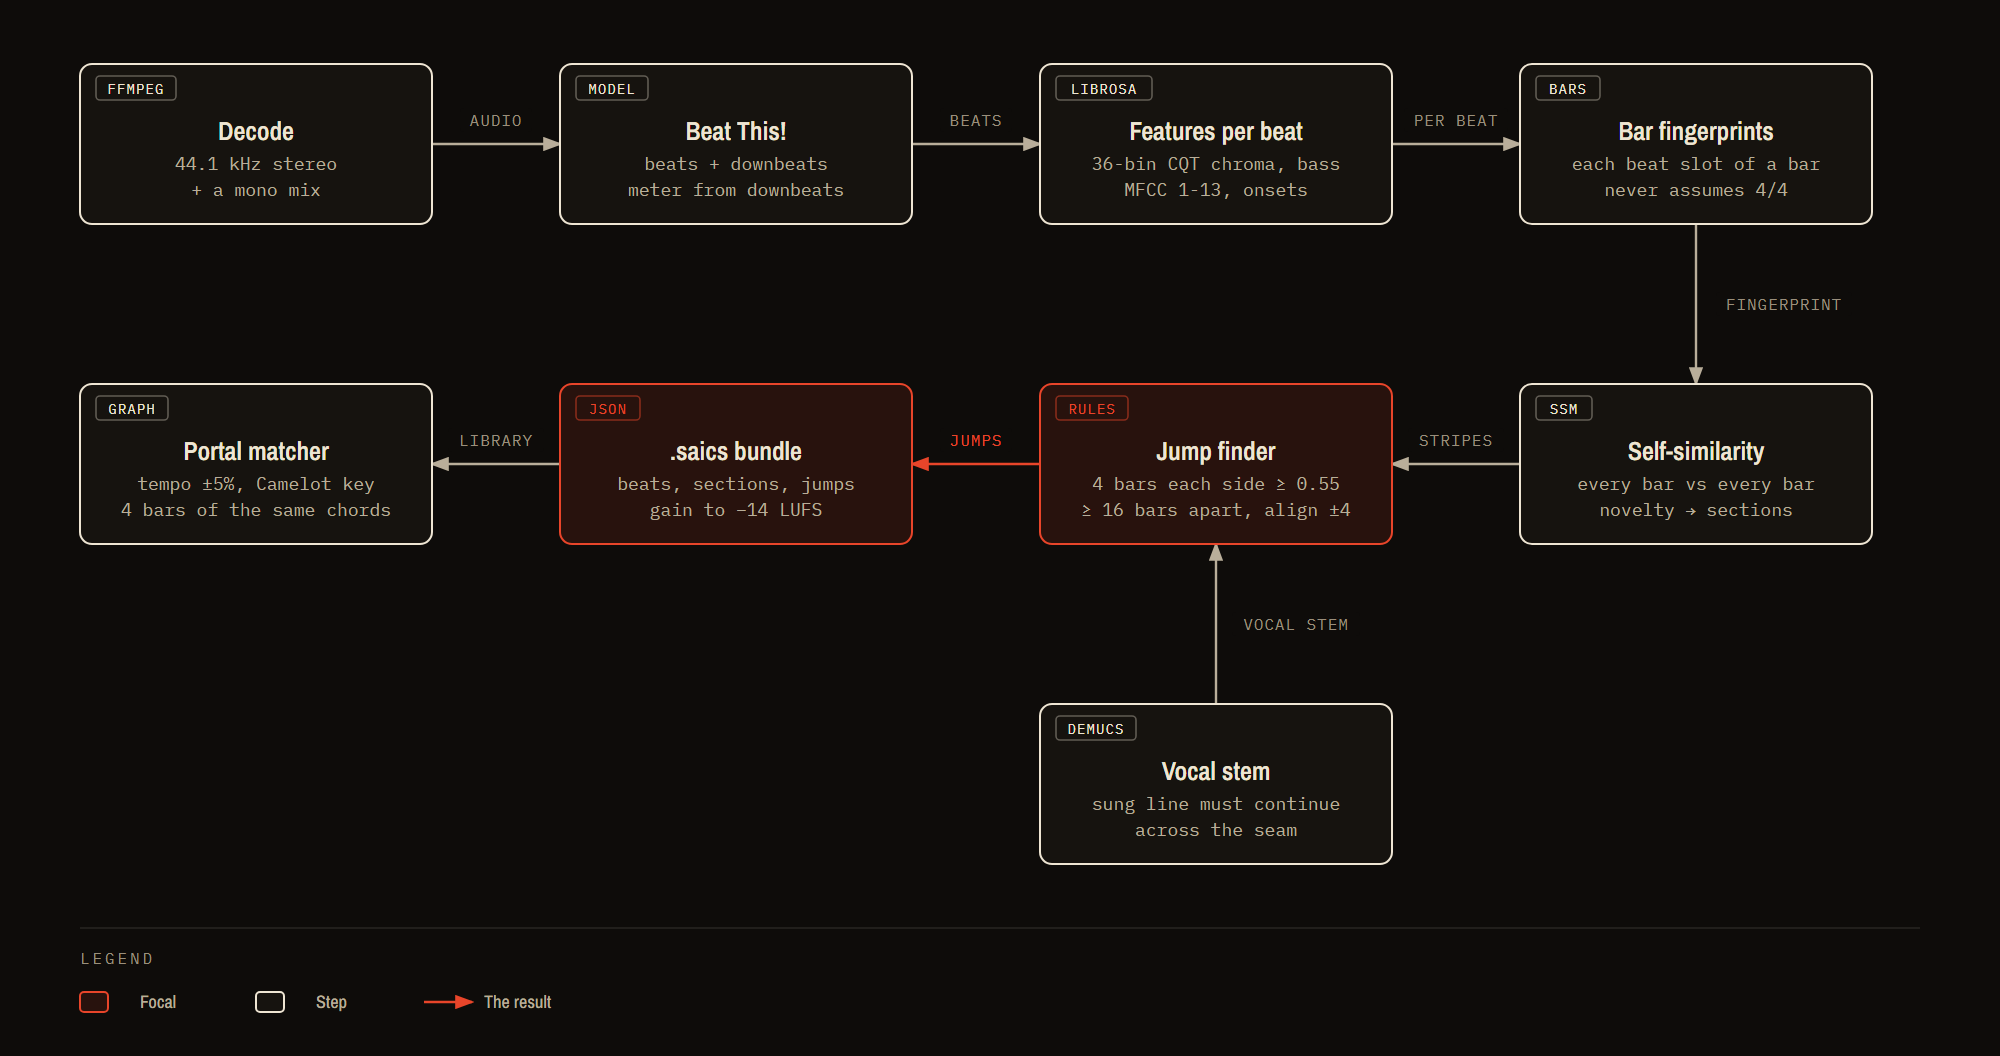 FFMPEG
Decode
44.1 kHz stereo
+ a mono mix
AUDIO
MODEL
Beat This!
beats + downbeats
meter from downbeats
BEATS
LIBROSA
Features per beat
36-bin CQT chroma, bass
MFCC 1-13, onsets
PER BEAT
BARS
Bar fingerprints
each beat slot of a bar
never assumes 4/4
FINGERPRINT
SSM
Self-similarity
every bar vs every bar
novelty → sections
STRIPES
RULES
Jump finder
4 bars each side ≥ 0.55
≥ 16 bars apart, align ±4
JUMPS
JSON
.saics bundle
beats, sections, jumps
gain to −14 LUFS
LIBRARY
GRAPH
Portal matcher
tempo ±5%, Camelot key
4 bars of the same chords
VOCAL STEM
DEMUCS
Vocal stem
sung line must continue
across the seam
LEGEND
Focal
Step
The result